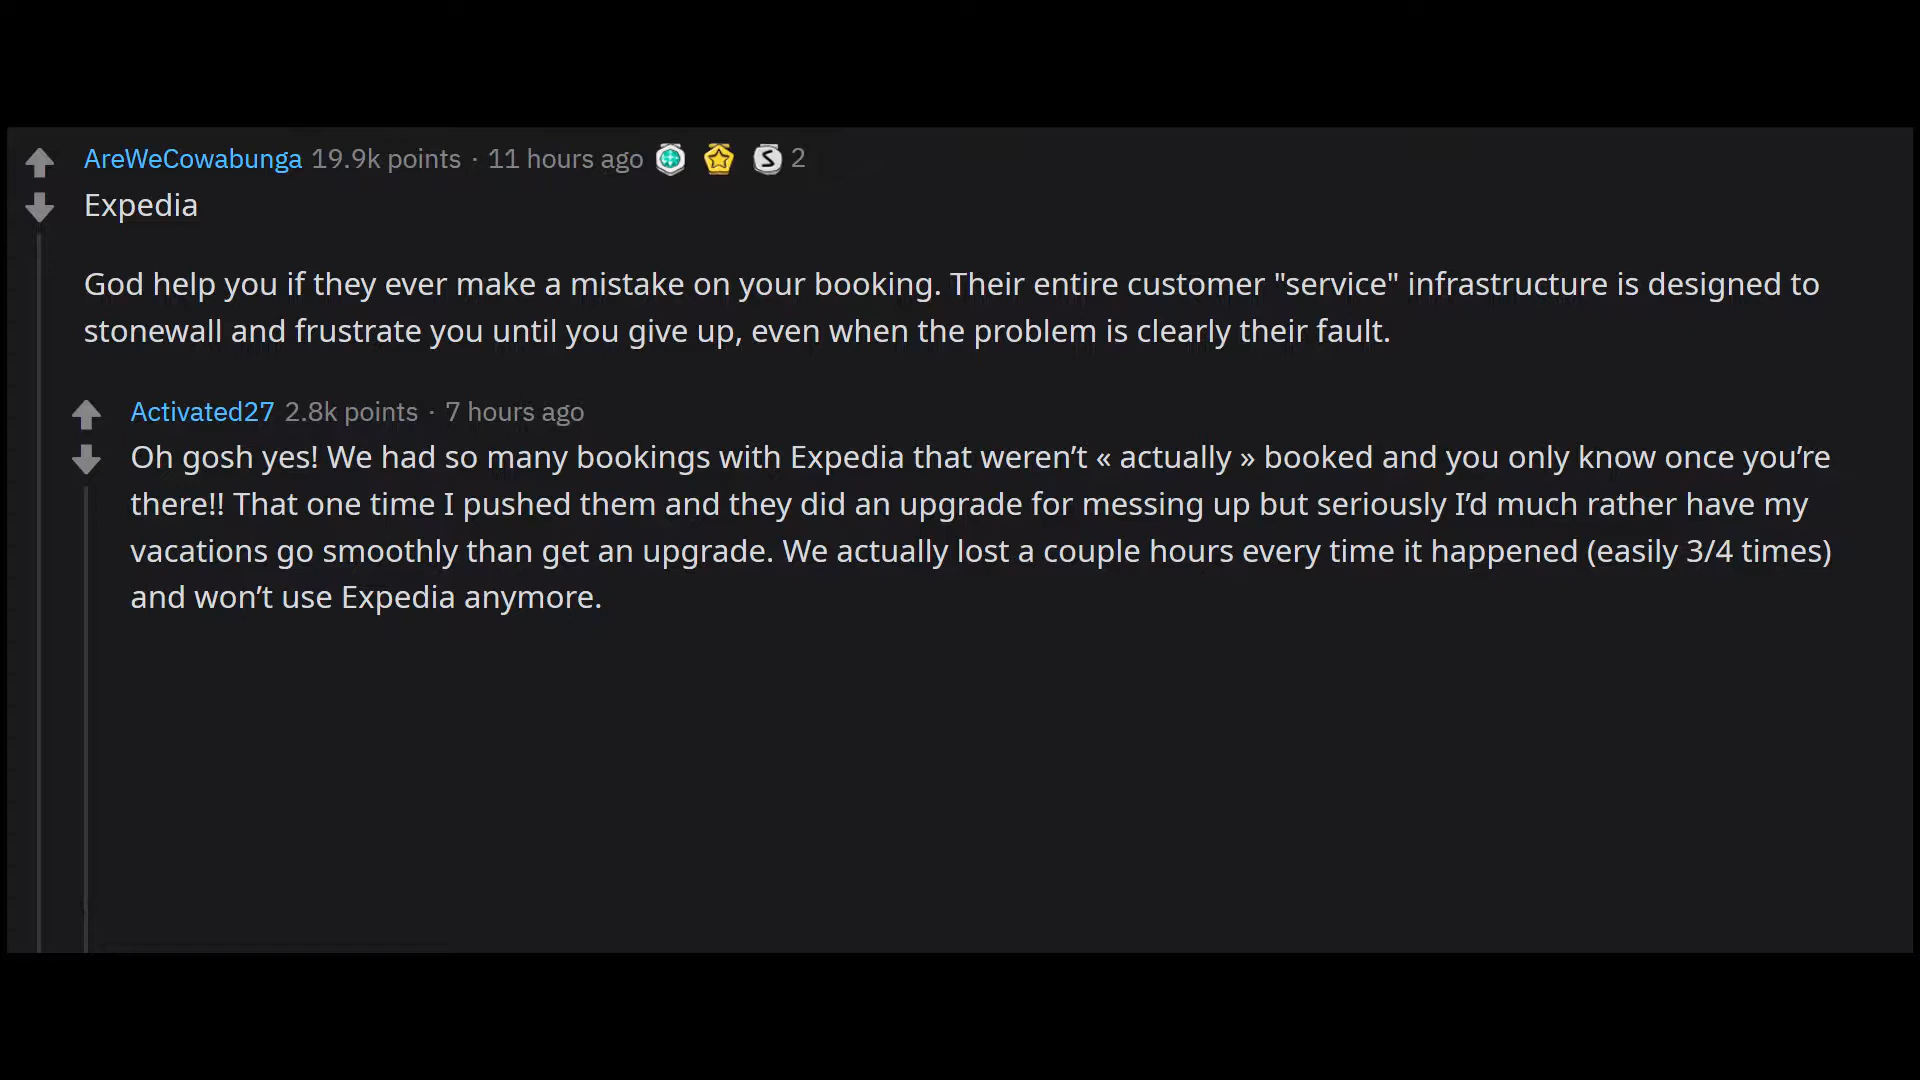 AreWeCowabunga 19.9k points · 11 hours ago 2
Expedia
God help you if they ever make a mistake on your booking. Their entire customer "service" infrastructure is designed to
stonewall and frustrate you until you give up, even when the problem is clearly their fault.
Activated27 2.8k points · 7 hours ago
Oh gosh yes! We had so many bookings with Expedia that weren’t « actually » booked and you only know once you’re
there!! That one time I pushed them and they did an upgrade for messing up but seriously I’d much rather have my
vacations go smoothly than get an upgrade. We actually lost a couple hours every time it happened (easily 3/4 times)
and won’t use Expedia anymore.